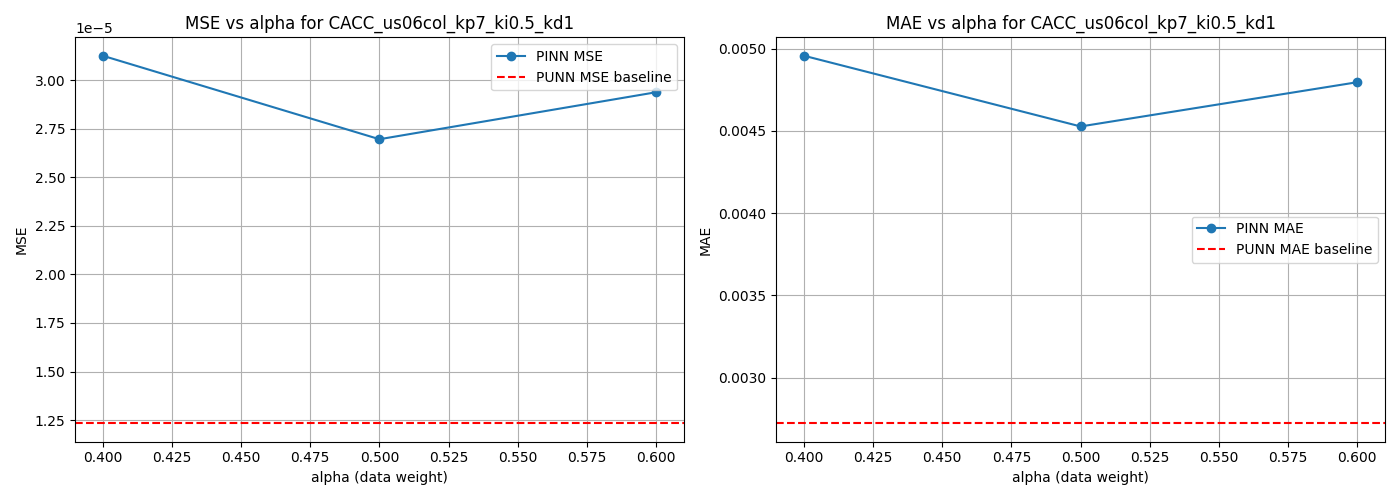 MSE vs alpha for CACC_us06col_kp7_ki0.5_kd1
1e−5
3.00
2.75
2.50
2.25
2.00
1.75
1.50
1.25
MSE
PINN MSE
PUNN MSE baseline
0.400 0.425 0.450 0.475 0.500 0.525 0.550 0.575 0.600
alpha (data weight)
MAE vs alpha for CACC_us06col_kp7_ki0.5_kd1
0.0050
0.0045
0.0040
0.0035
0.0030
MAE
PINN MAE
PUNN MAE baseline
0.400 0.425 0.450 0.475 0.500 0.525 0.550 0.575 0.600
alpha (data weight)